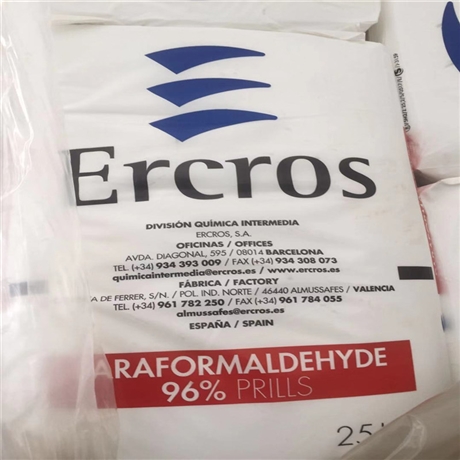 Ercros
DIVISIÓN QUÍMICA INTERMEDIA
ERCROS, S.A.
OFICINAS / OFFICES
AVDA. DIAGONAL, 595 / 08014 BARCELONA
TEL. (+34) 934 393 009 / FAX (+34) 934 308 073
quimicaintermedia@ercros.es / www.ercros.es
FÁBRICA / FACTORY
A DE FERRER, S/N. / POL. IND. NORTE / 46440 ALMUSSAFES / VALENCIA
TEL. (+34) 961 782 250 / FAX (+34) 961 784 055
almussafes@ercros.es
ESPAÑA / SPAIN
ARAFORMALDEHYDE
96% PRILLS
25